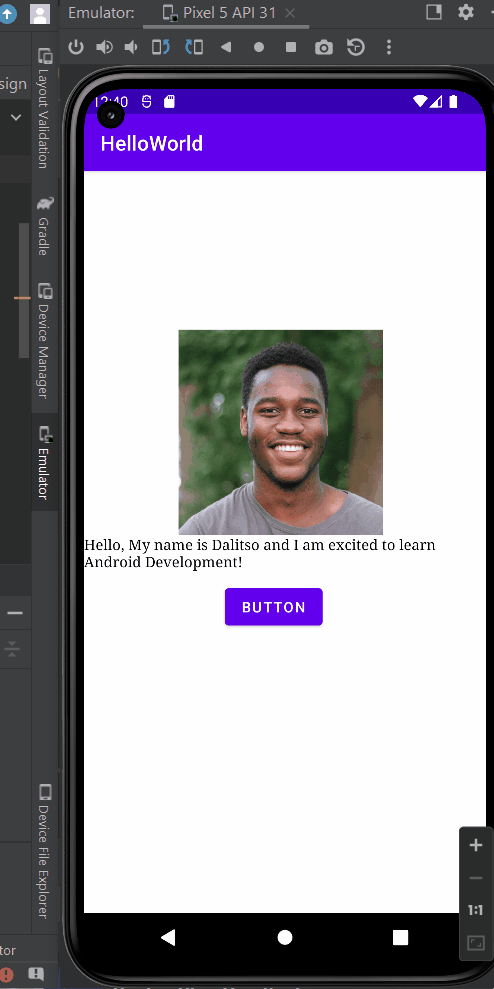 Emulator:
Pixel 5 API 31
sign
Layout Validation
Gradle
Device Manager
Emulator
12:40
HelloWorld
Hello, My name is Dalitso and I am excited to learn
Android Development!
BUTTON
1:1
Device File Explorer
tor